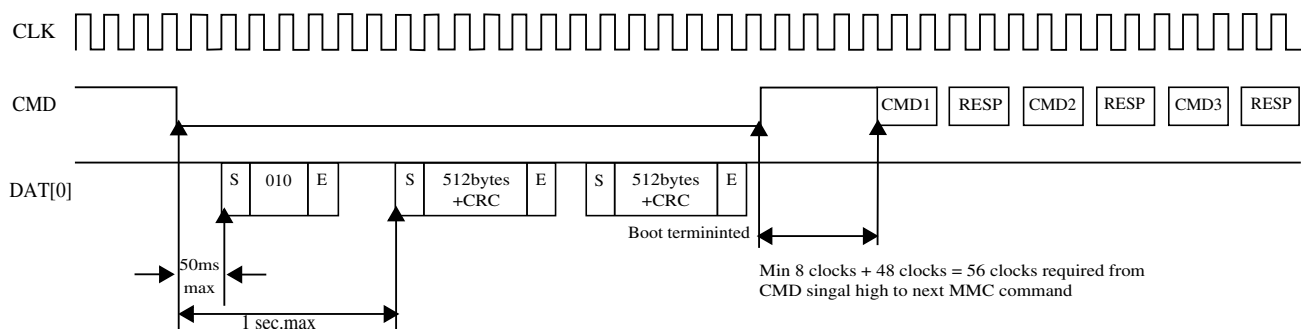 CLK
CMD
CMD1 RESP CMD2 RESP CMD3 RESP
DAT[0]
S 010 E S 512bytes +CRC E S 512bytes +CRC E
Boot termininted
50ms
max
1 sec.max
Min 8 clocks + 48 clocks = 56 clocks required from
CMD singal high to next MMC command